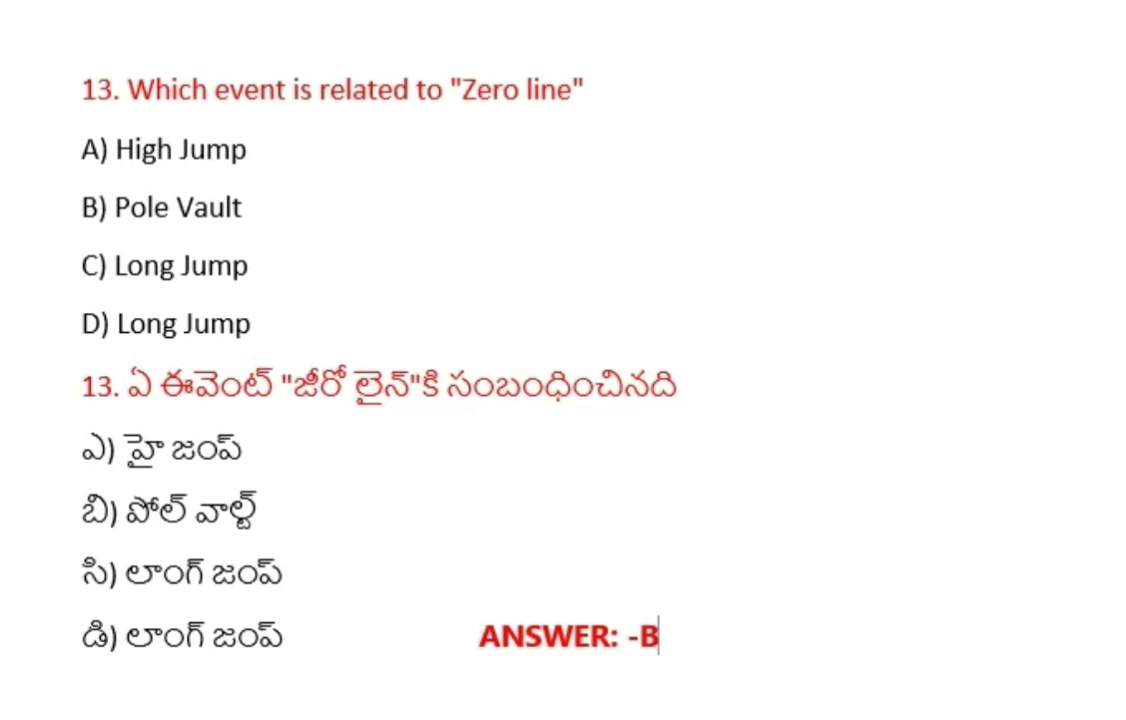 13. Which event is related to "Zero line"
A) High Jump
B) Pole Vault
C) Long Jump
D) Long Jump
13. ఏ ఈవెంట్ "జీరో లైన్"కి సంబంధించినది
ఎ) హై జంప్
బి) పోల్ వాల్ట్
సి) లాంగ్ జంప్
డి) లాంగ్ జంప్ ANSWER: -B